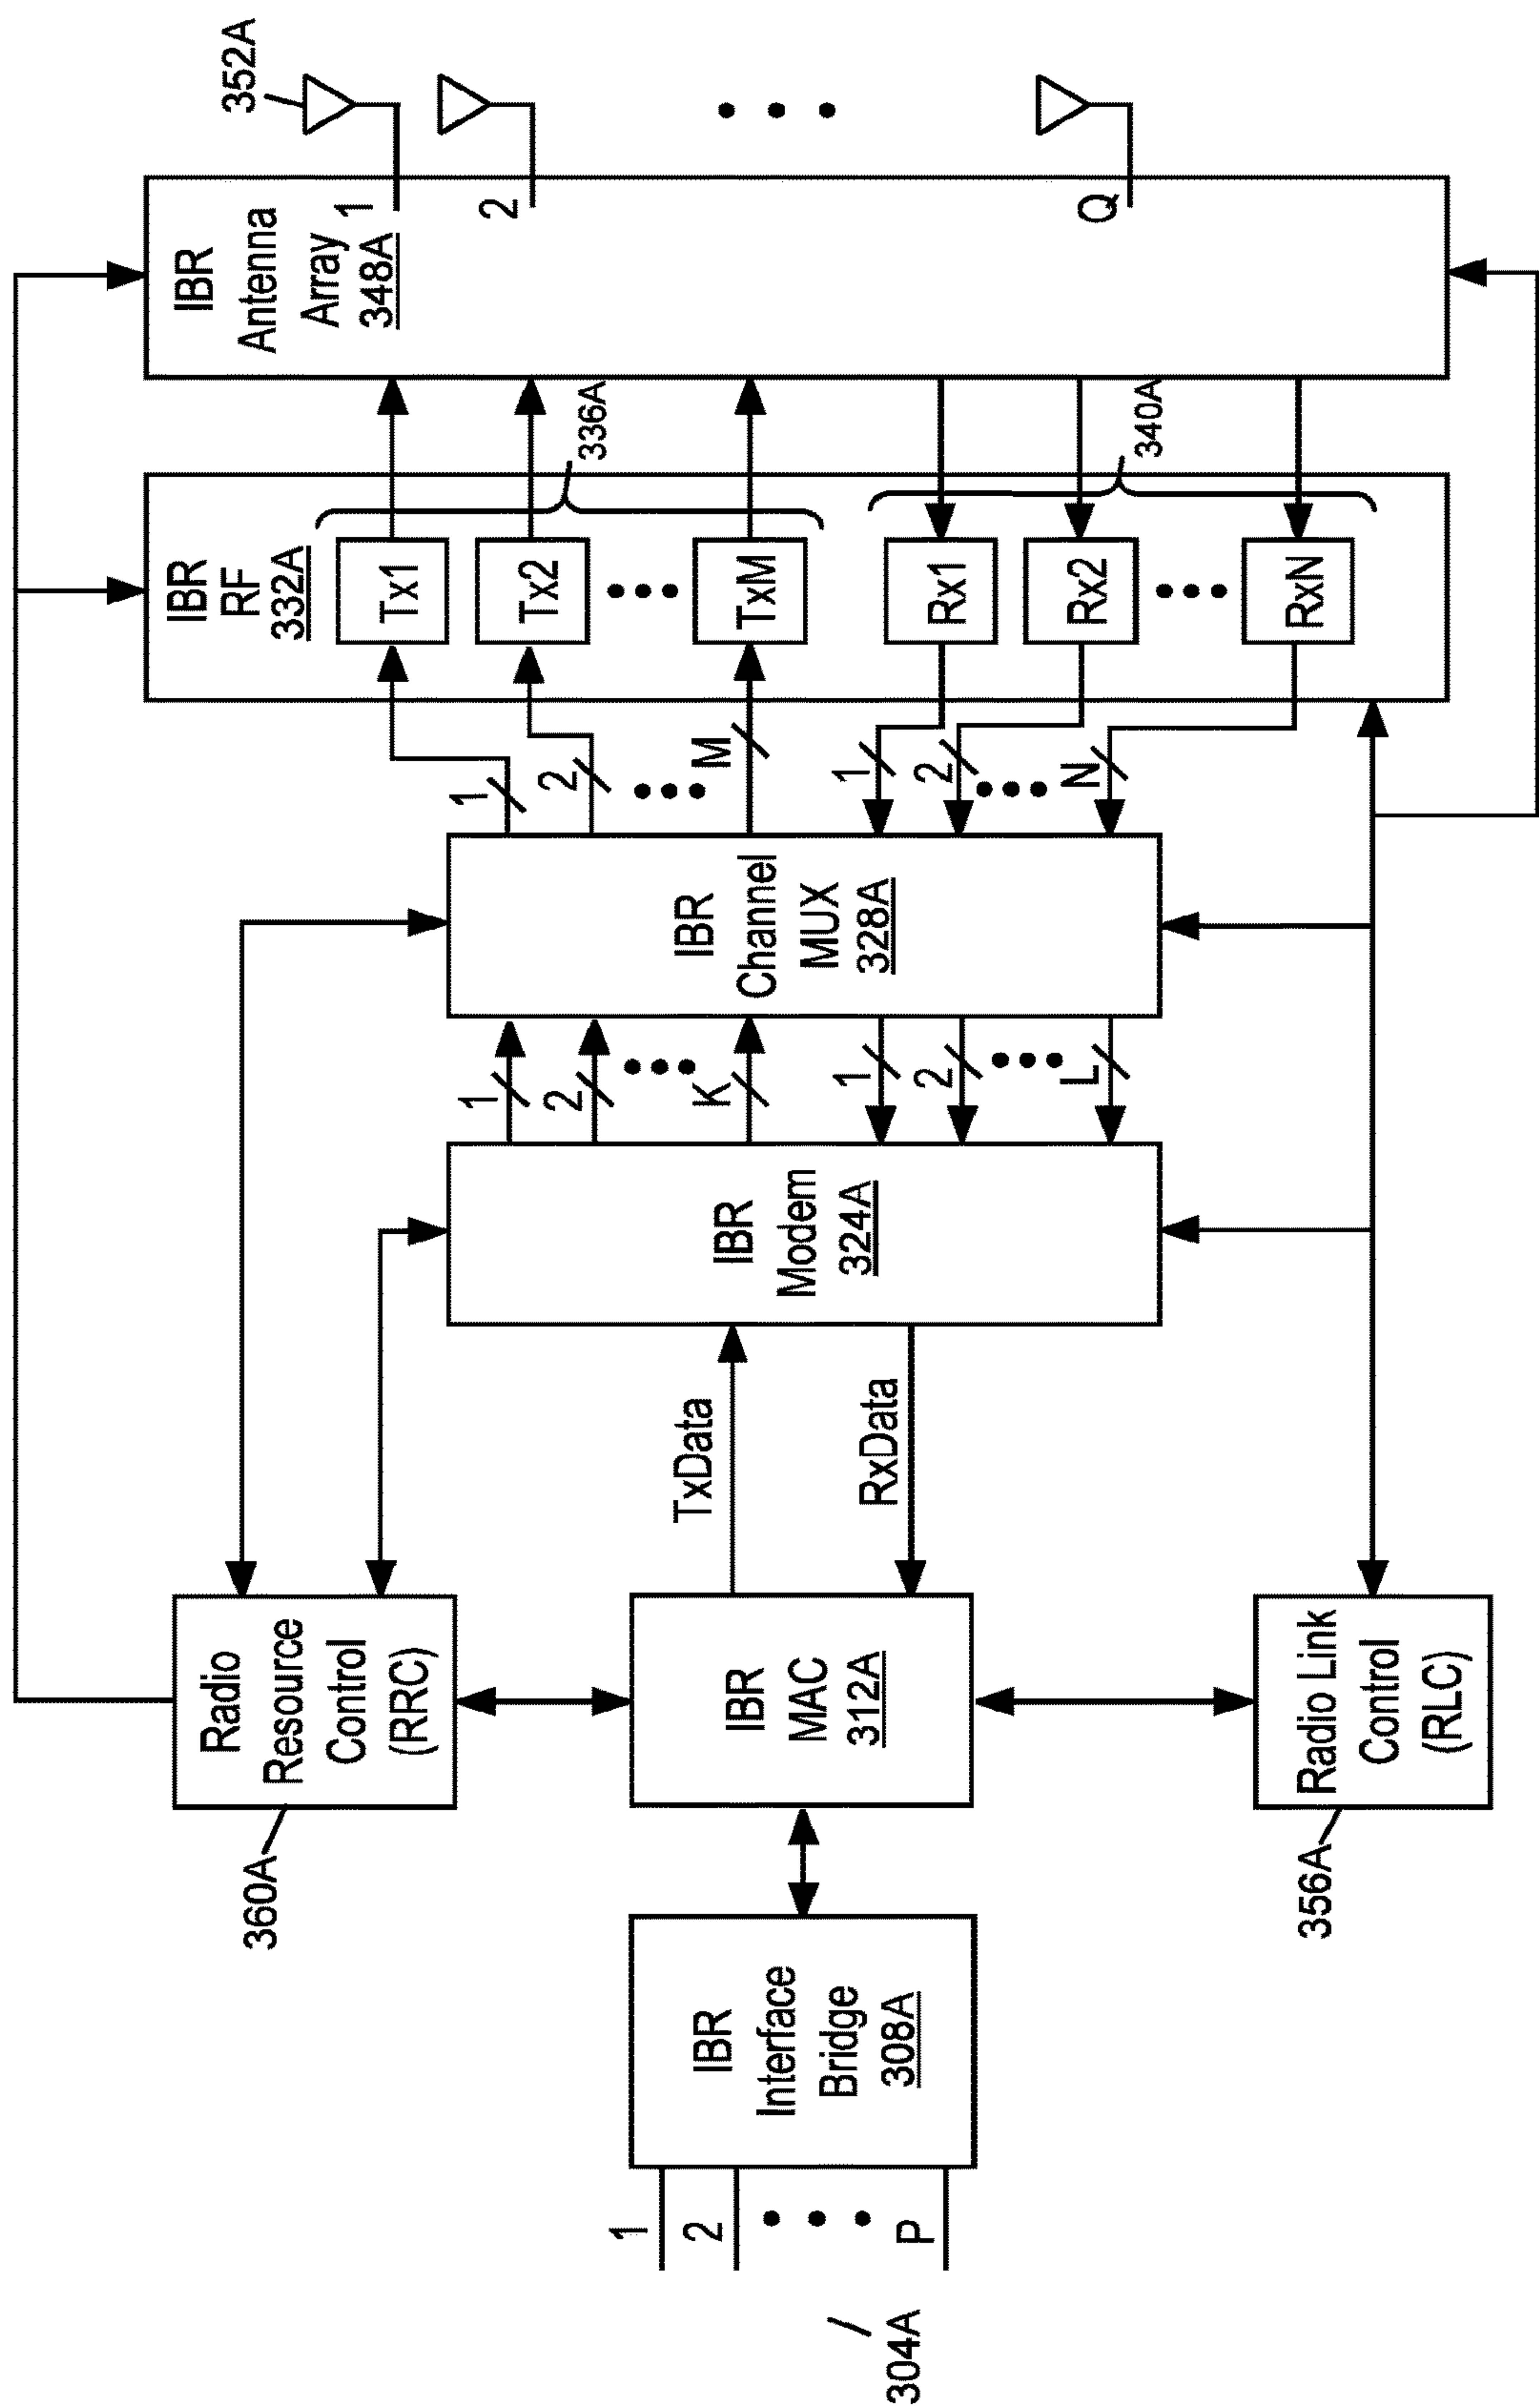 304A
1
2
P
IBR
Interface
Bridge
308A
360A
Radio
Resource
Control
(RRC)
IBR
MAC
312A
356A
Radio Link
Control
(RLC)
TxData
RxData
IBR
Modem
324A
1
2
K
1
2
L
IBR
Channel
MUX
328A
1
2
M
1
2
N
IBR
RF
332A
Tx1
Tx2
TxM
Rx1
Rx2
RxN
336A
340A
IBR
Antenna
Array
348A
1
2
Q
352A